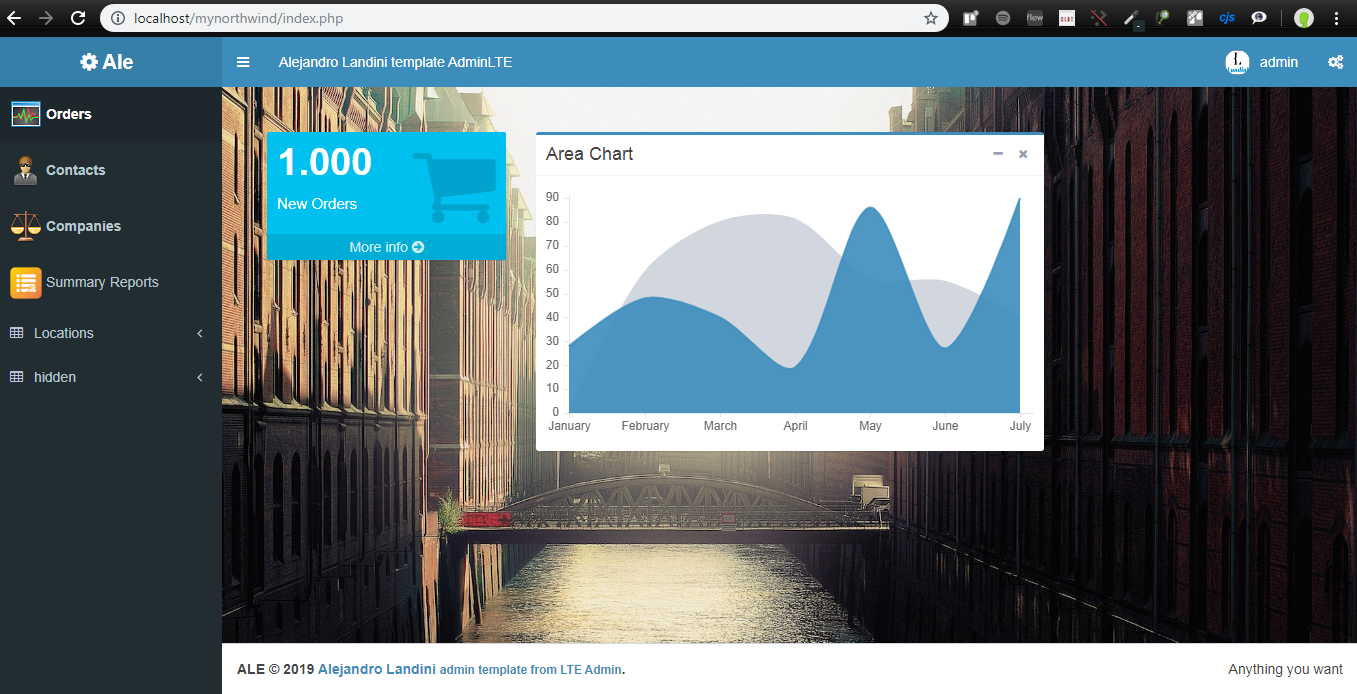 localhost/mynorthwind/index.php
flow
CLUT
cjs
Ale
Alejandro Landini template AdminLTE
admin
Orders
Contacts
Companies
Summary Reports
Locations
hidden
1.000
New Orders
More info
Area Chart
90
80
70
60
50
40
30
20
10
0
January February March April May June July
ALE © 2019 Alejandro Landini admin template from LTE Admin.
Anything you want